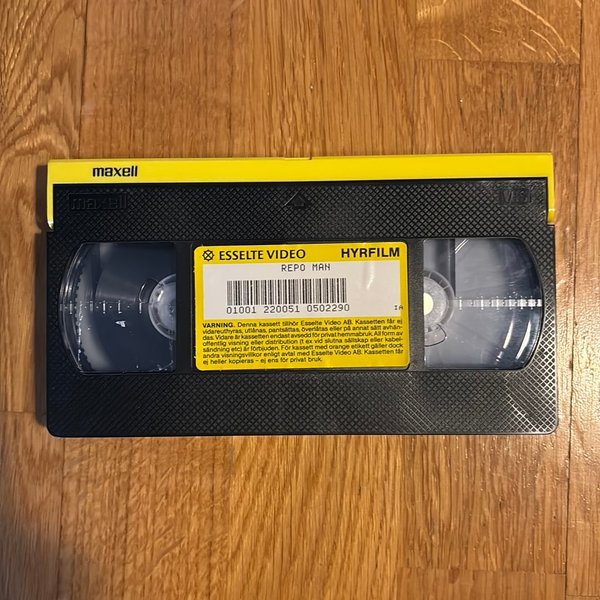 maxell
maxell
VHS
ESSELTE VIDEO HYRFILM
REPO MAN
01001 220051 0502290 IA
VARNING. Denna kassett tillhör Esselte Video AB. Kassetten får ej
vidareuthyras, utlånas, pantsättas, överlåtas eller på annat sätt avhän-
das. Vidare är kassetten endast avsedd för privat hemmabruk. All form av
offentlig visning eller distribution (t ex vid slutna sällskap eller kabel-
sändning etc) är förbjuden. För kassett med orange etikett gäller dock
andra visningsvillkor enligt avtal med Esselte Video AB. Kassetten får
ej heller kopieras – ej ens för privat bruk.